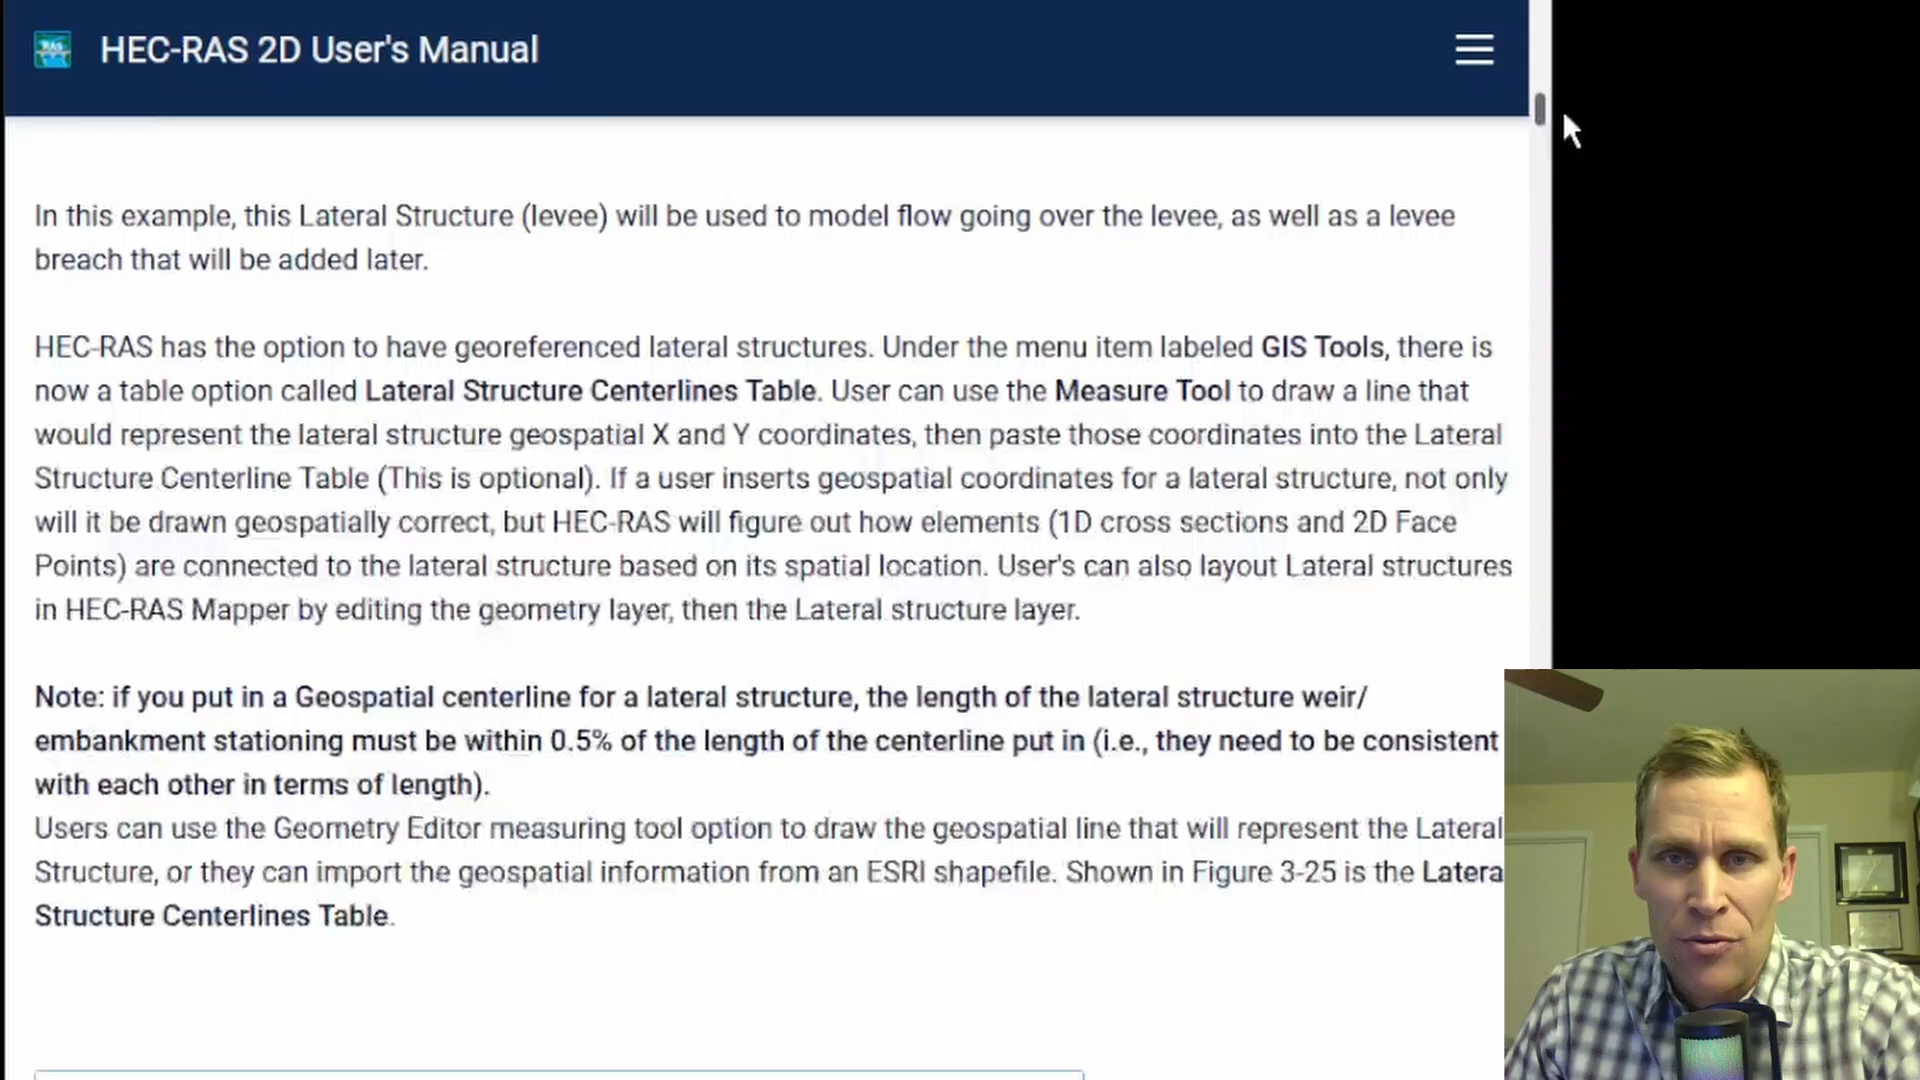 HEC-RAS 2D User's Manual
In this example, this Lateral Structure (levee) will be used to model flow going over the levee, as well as a levee
breach that will be added later.
HEC-RAS has the option to have georeferenced lateral structures. Under the menu item labeled GIS Tools, there is
now a table option called Lateral Structure Centerlines Table. User can use the Measure Tool to draw a line that
would represent the lateral structure geospatial X and Y coordinates, then paste those coordinates into the Lateral
Structure Centerline Table (This is optional). If a user inserts geospatial coordinates for a lateral structure, not only
will it be drawn geospatially correct, but HEC-RAS will figure out how elements (1D cross sections and 2D Face
Points) are connected to the lateral structure based on its spatial location. User's can also layout Lateral structures
in HEC-RAS Mapper by editing the geometry layer, then the Lateral structure layer.
Note: if you put in a Geospatial centerline for a lateral structure, the length of the lateral structure weir/
embankment stationing must be within 0.5% of the length of the centerline put in (i.e., they need to be consistent
with each other in terms of length).
Users can use the Geometry Editor measuring tool option to draw the geospatial line that will represent the Lateral
Structure, or they can import the geospatial information from an ESRI shapefile. Shown in Figure 3-25 is the Latera
Structure Centerlines Table.